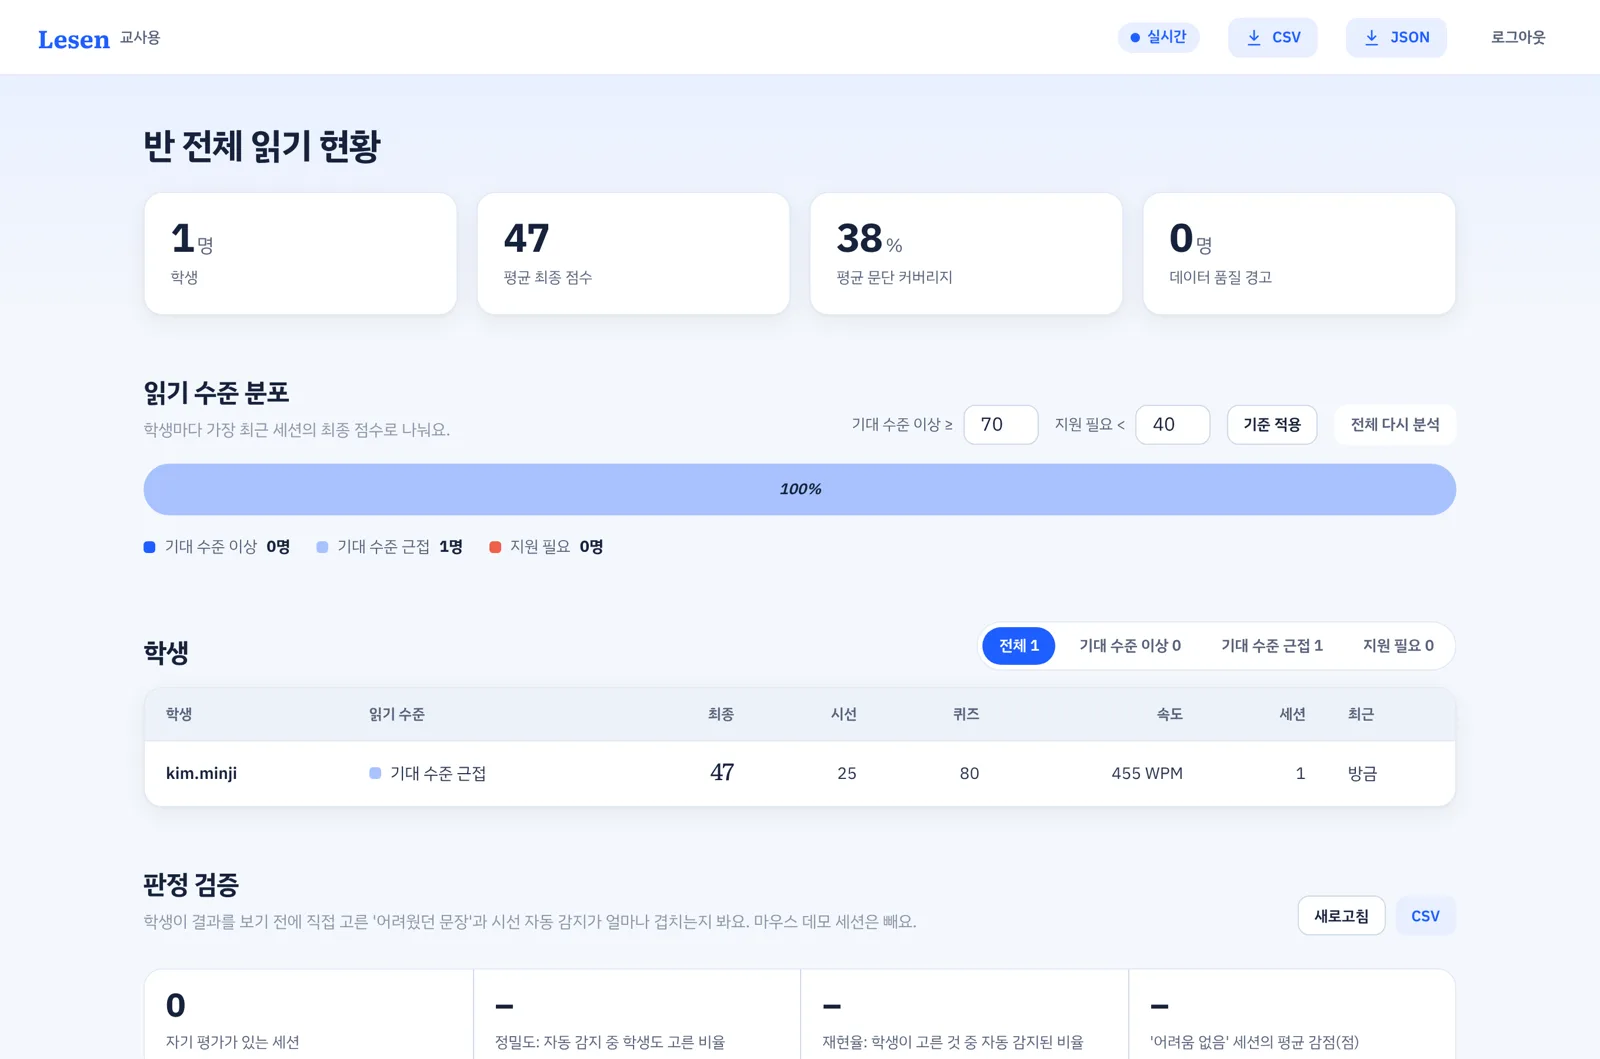 Lesen 교사용
실시간
CSV
JSON
로그아웃
반 전체 읽기 현황
1명
학생
47
평균 최종 점수
38%
평균 문단 커버리지
0명
데이터 품질 경고
읽기 수준 분포
학생마다 가장 최근 세션의 최종 점수로 나눠요.
기대 수준 이상 ≥ 70 지원 필요 < 40 기준 적용 전체 다시 분석
100%
기대 수준 이상 0명 기대 수준 근접 1명 지원 필요 0명
학생
전체 1 기대 수준 이상 0 기대 수준 근접 1 지원 필요 0
학생 읽기 수준 최종 시선 퀴즈 속도 세션 최근
kim.minji 기대 수준 근접 47 25 80 455 WPM 1 방금
판정 검증
학생이 결과를 보기 전에 직접 고른 '어려웠던 문장'과 시선 자동 감지가 얼마나 겹치는지 봐요. 마우스 데모 세션은 빼요.
새로고침 CSV
0
자기 평가가 있는 세션
–
정밀도: 자동 감지 중 학생도 고른 비율
–
재현율: 학생이 고른 것 중 자동 감지된 비율
–
'어려움 없음' 세션의 평균 감점(점)